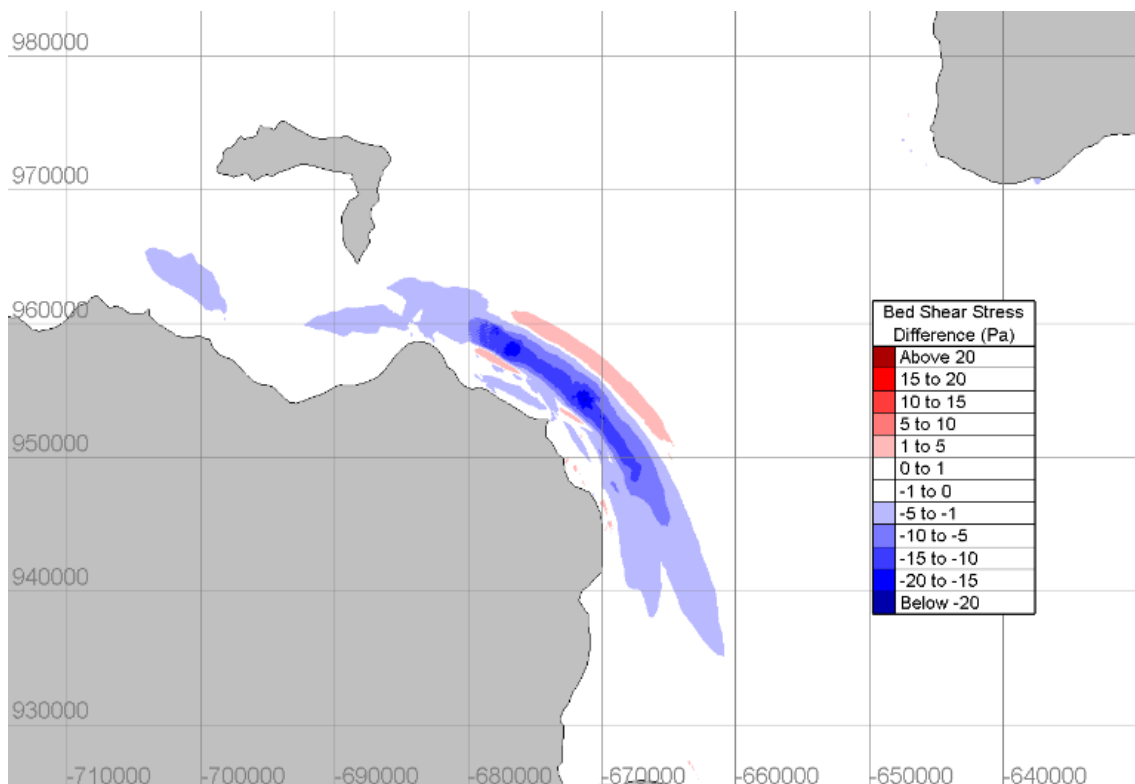 980000
970000
960000
950000
940000
930000
-710000
-700000
-690000
-680000
-670000
-660000
-650000
-640000
Bed Shear Stress
Difference (Pa)
Above 20
15 to 20
10 to 15
5 to 10
1 to 5
0 to 1
-1 to 0
-5 to -1
-10 to -5
-15 to -10
-20 to -15
Below -20